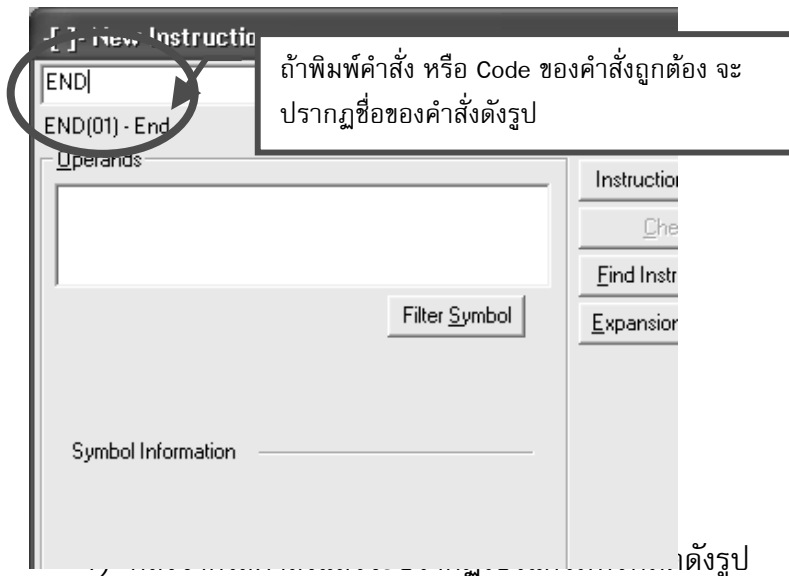 -[ ]- New Instructio
END
ถ้าพิมพ์คำสั่ง หรือ Code ของคำสั่งถูกต้อง จะ
ปรากฏชื่อของคำสั่งดังรูป
END(01) - End
Operands
Instruction
Che
Find Instr
Filter Symbol
Expansion
Symbol Information
ดังรูป